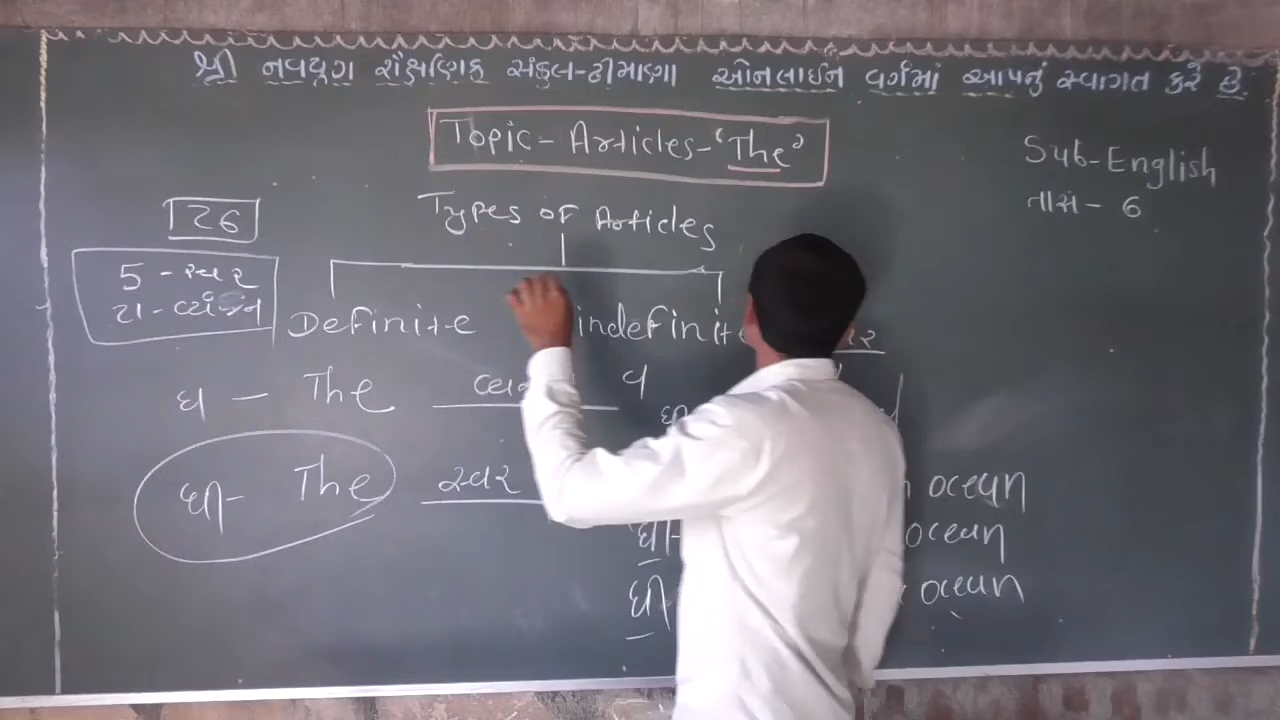 શ્રી નવયુગ શૈક્ષણિક સંકુલ-ઢીમાણા ઓનલાઈન વર્ગમાં આપનું સ્વાગત કરે છે.
Topic - Articles - 'The'
Sub - English
તાસ - 6
Types of Articles
26
5 - સ્વર
21 - વ્યંજન
Definite indefinite
ધ - The
ધી - The સ્વર
ocean
ધી - ocean
ધી ocean